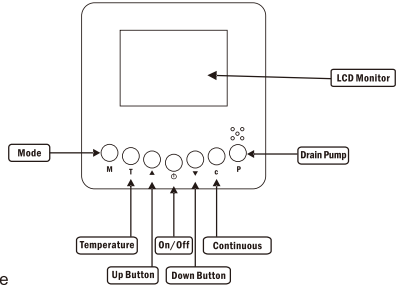 LCD Monitor
Mode
Drain Pump
M T ▲ ⏻ ▼ c P
Temperature
On/Off
Continuous
Up Button
Down Button
e